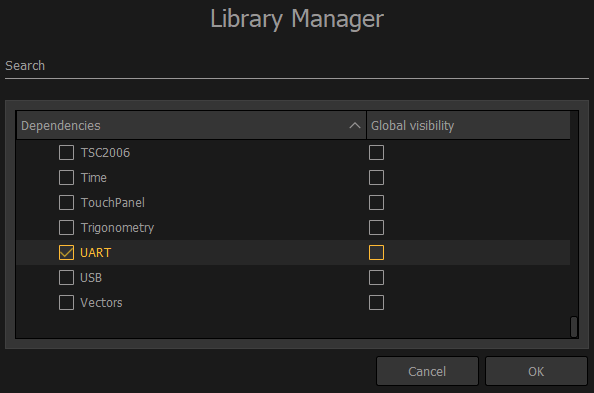 Library Manager
Search
Dependencies Global visibility
TSC2006
Time
TouchPanel
Trigonometry
UART
USB
Vectors
Cancel OK